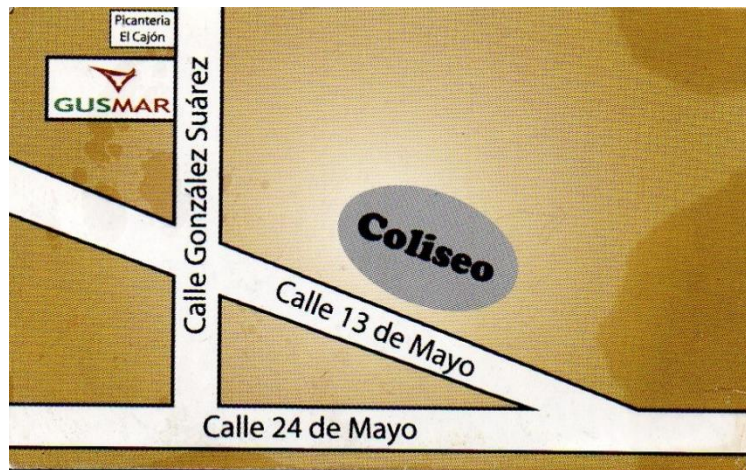 Picanteria
El Cajón
GUSMAR
Calle González Suárez
Coliseo
Calle 13 de Mayo
Calle 24 de Mayo